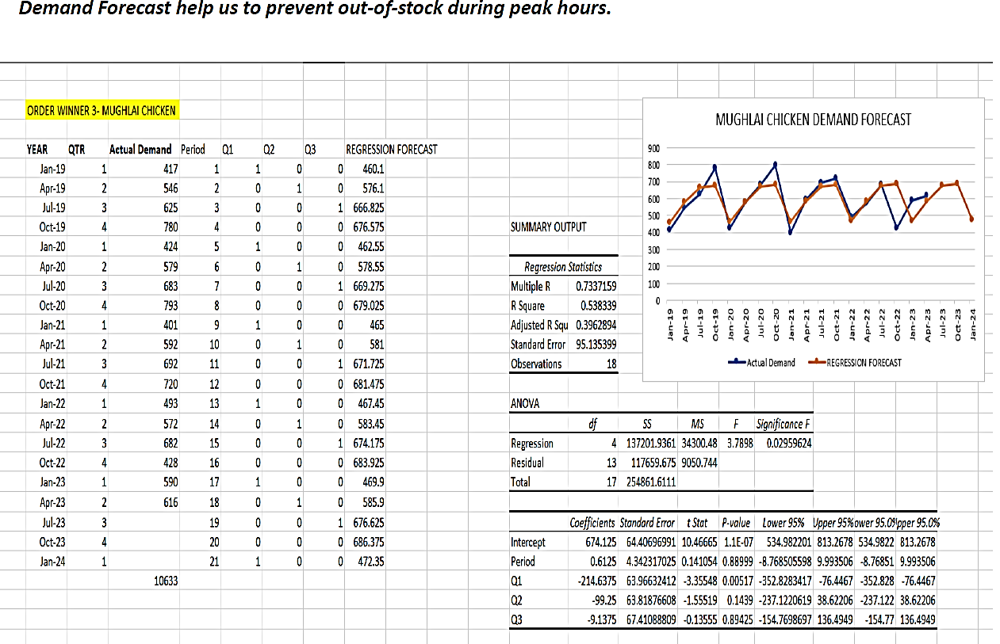 Demand Forecast help us to prevent out-of-stock during peak hours.
ORDER WINNER 3- MUGHLAI CHICKEN
YEAR QTR Actual Demand Period Q1 Q2 Q3 REGRESSION FORECAST
Jan-19 1 417 1 1 0 0 460.1
Apr-19 2 546 2 0 1 0 576.1
Jul-19 3 625 3 0 0 1 666.825
Oct-19 4 780 4 0 0 0 676.575
Jan-20 1 424 5 1 0 0 462.55
Apr-20 2 579 6 0 1 0 578.55
Jul-20 3 683 7 0 0 1 669.275
Oct-20 4 793 8 0 0 0 679.025
Jan-21 1 401 9 1 0 0 465
Apr-21 2 592 10 0 1 0 581
Jul-21 3 692 11 0 0 1 671.725
Oct-21 4 720 12 0 0 0 681.475
Jan-22 1 493 13 1 0 0 467.45
Apr-22 2 572 14 0 1 0 583.45
Jul-22 3 682 15 0 0 1 674.175
Oct-22 4 428 16 0 0 0 683.925
Jan-23 1 590 17 1 0 0 469.9
Apr-23 2 616 18 0 1 0 585.9
Jul-23 3 19 0 0 1 676.625
Oct-23 4 20 0 0 0 686.375
Jan-24 1 21 1 0 0 472.35
10633
SUMMARY OUTPUT
Regression Statistics
Multiple R 0.7337159
R Square 0.538339
Adjusted R Squ 0.3962894
Standard Error 95.135399
Observations 18
ANOVA
df SS MS F Significance F
Regression 4 137201.9361 34300.48 3.7898 0.02959624
Residual 13 117659.675 9050.744
Total 17 254861.6111
Coefficients Standard Error t Stat P-value Lower 95% Upper 95% ower 95.0% pper 95.0%
Intercept 674.125 64.40696991 10.46665 1.1E-07 534.982201 813.2678 534.9822 813.2678
Period 0.6125 4.342317025 0.141054 0.88999 -8.768505598 9.993506 -8.76851 9.993506
Q1 -214.6375 63.96632412 -3.35548 0.00517 -352.8283417 -76.4467 -352.828 -76.4467
Q2 -99.25 63.81876608 -1.55519 0.1439 -237.1220619 38.62206 -237.122 38.62206
Q3 -9.1375 67.41088809 -0.13555 0.89425 -154.7698697 136.4949 -154.77 136.4949
MUGHLAI CHICKEN DEMAND FORECAST
900
800
700
600
500
400
300
200
100
0
Jan-19 Apr-19 Jul-19 Oct-19 Jan-20 Apr-20 Jul-20 Oct-20 Jan-21 Apr-21 Jul-21 Oct-21 Jan-22 Apr-22 Jul-22 Oct-22 Jan-23 Apr-23 Jul-23 Oct-23 Jan-24
Actual Demand REGRESSION FORECAST